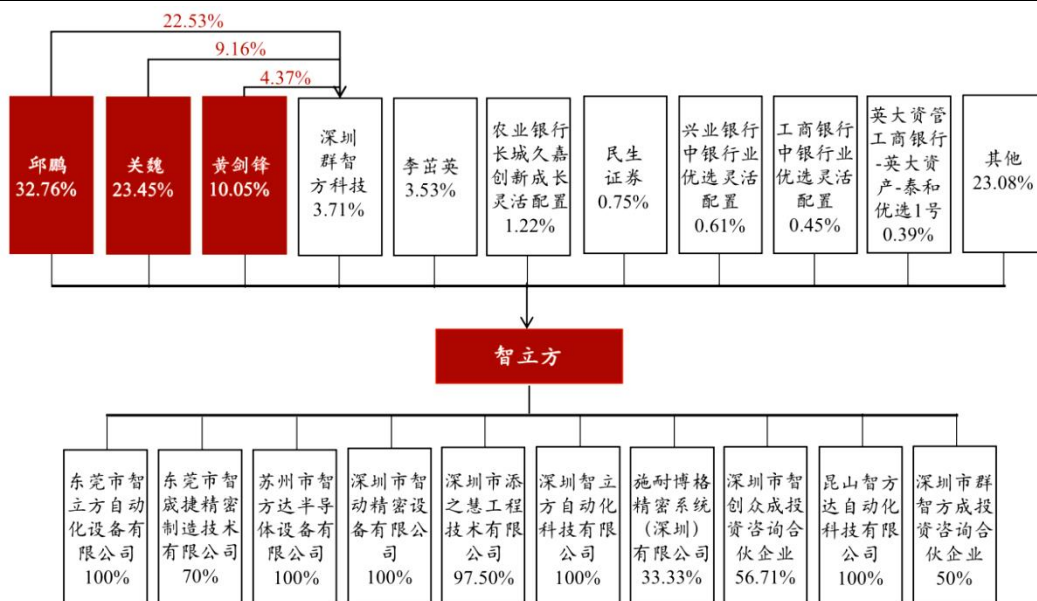 22.53%
9.16%
4.37%
邱鹏
32.76%
关魏
23.45%
黄剑锋
10.05%
深圳
群智
方科技
3.71%
李茁英
3.53%
农业银行
长城久嘉
创新成长
灵活配置
1.22%
民生
证券
0.75%
兴业银行
中银行业
优选灵活
配置
0.61%
工商银行
中银行业
优选灵活
配置
0.45%
英大资管
工商银行
-英大资
产-泰和
优选1号
0.39%
其他
23.08%
智立方
东莞市智
立方自动
化设备有
限公司
100%
东莞市智
宬捷精密
制造技术
有限公司
70%
苏州市智
方达半导
体设备有
限公司
100%
深圳市智
动精密设
备有限公
司
100%
深圳市添
之慧工程
技术有限
公司
97.50%
深圳智立
方自动化
科技有限
公司
100%
施耐博格
精密系统
(深圳)
有限公司
33.33%
深圳市智
创众成投
资咨询合
伙企业
56.71%
昆山智方
达自动化
科技有限
公司
100%
深圳市群
智方成投
资咨询合
伙企业
50%